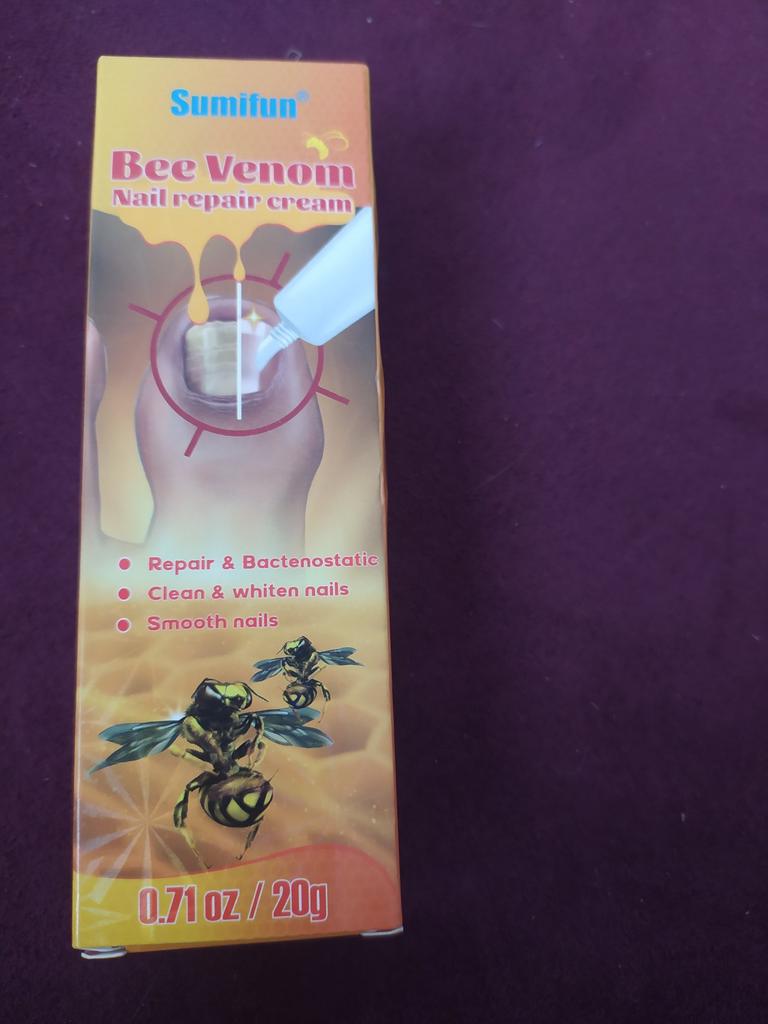 Sumifun®
Bee Venom
Nail repair cream
Repair & Bactenostatic
Clean & whiten nails
Smooth nails
0.71 oz / 20g